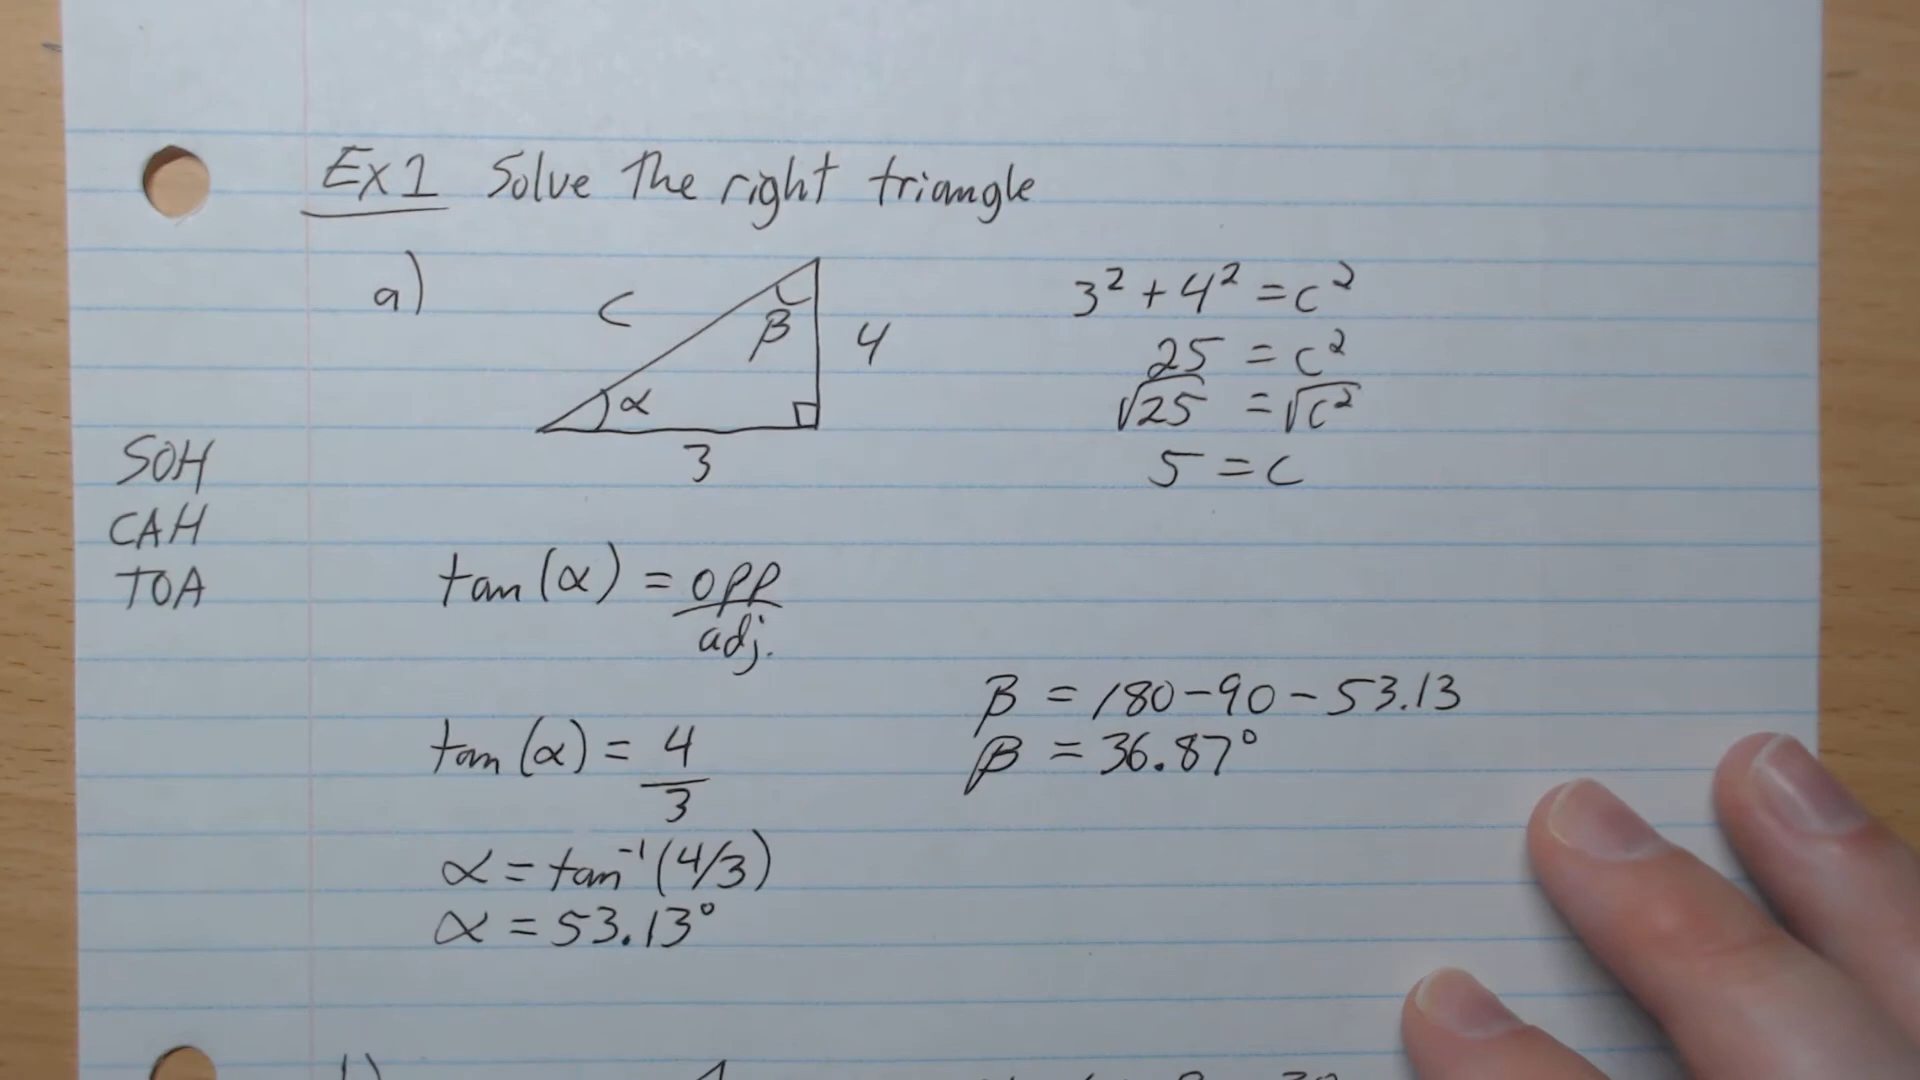 Ex 1 Solve the right triangle
a)
C
β
4
α
3
3² + 4² = c²
25 = c²
√25 = √c²
5 = c
SOH
CAH
TOA
tan(α) = opp/adj.
tan(α) = 4/3
α = tan⁻¹(4/3)
α = 53.13°
β = 180 - 90 - 53.13
β = 36.87°